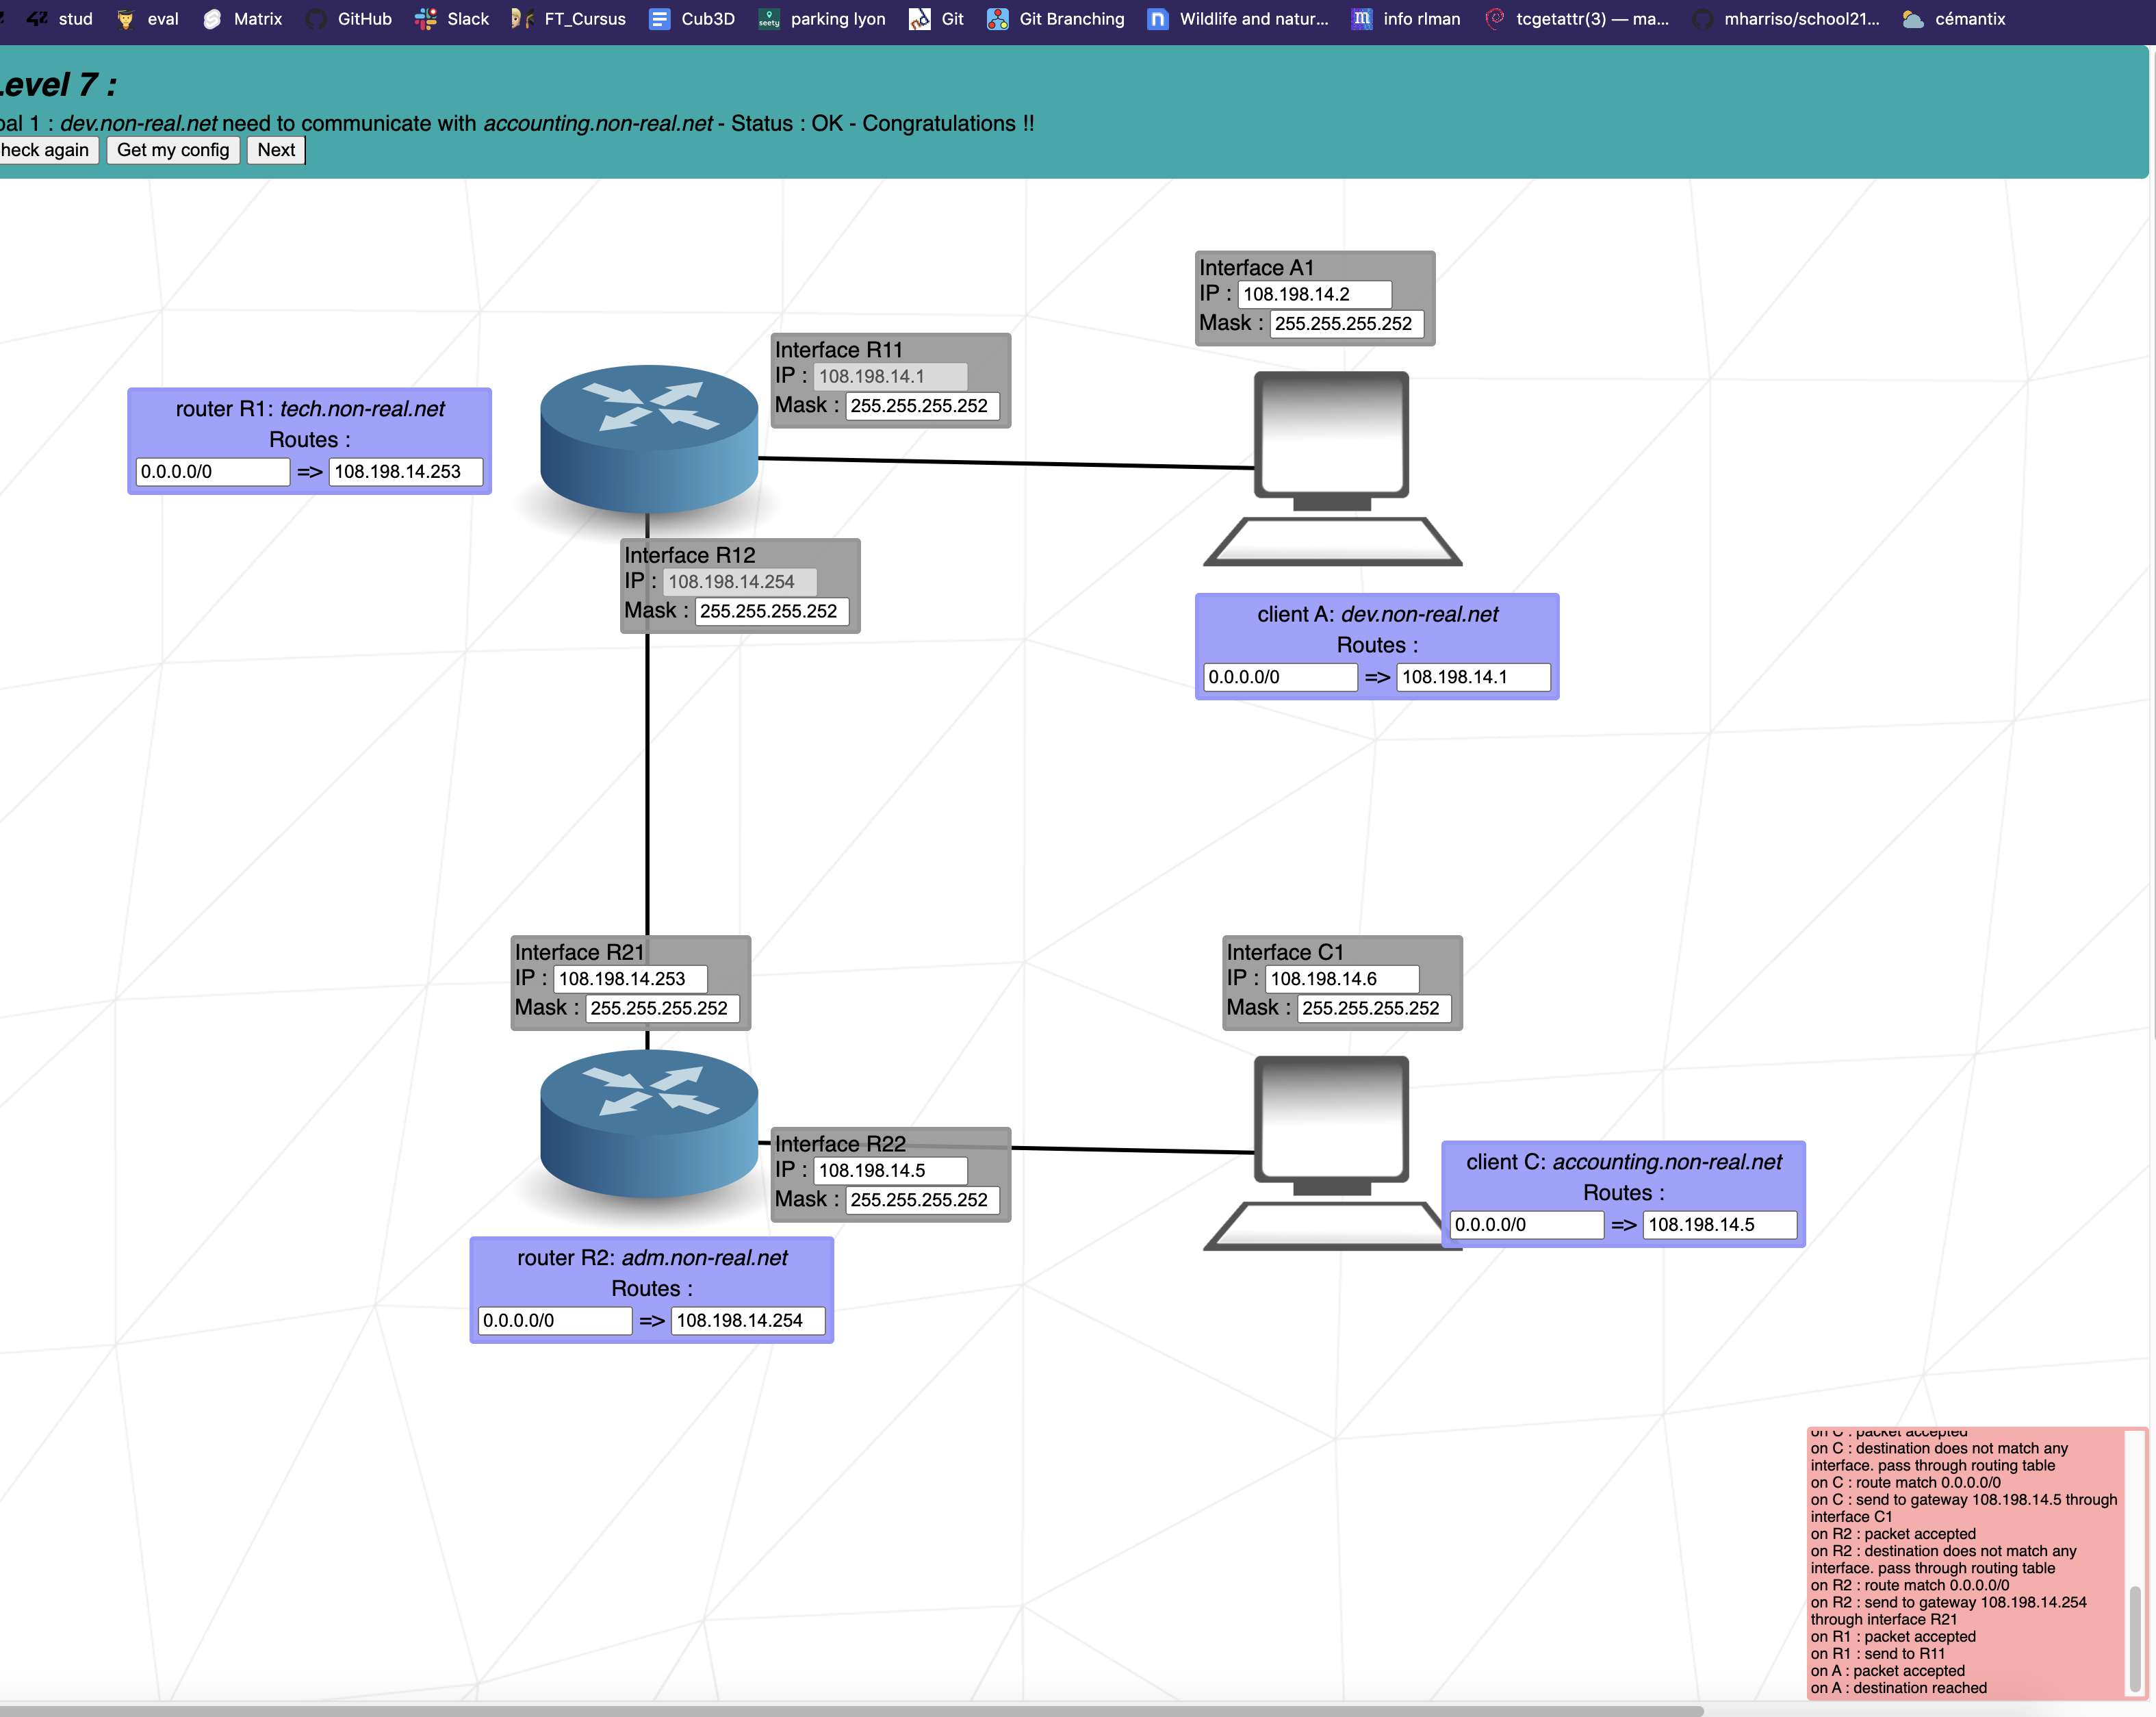 stud eval Matrix GitHub Slack FT_Cursus Cub3D seety parking lyon Git Git Branching Wildlife and natur... info rlman tcgetattr(3) — ma... mharriso/school21... cémantix
Level 7 :
oal 1 : dev.non-real.net need to communicate with accounting.non-real.net - Status : OK - Congratulations !!
heck again Get my config Next
Interface A1
IP : 108.198.14.2
Mask : 255.255.255.252
Interface R11
IP : 108.198.14.1
Mask : 255.255.255.252
router R1: tech.non-real.net
Routes :
0.0.0.0/0 => 108.198.14.253
Interface R12
IP : 108.198.14.254
Mask : 255.255.255.252
client A: dev.non-real.net
Routes :
0.0.0.0/0 => 108.198.14.1
Interface R21
IP : 108.198.14.253
Mask : 255.255.255.252
Interface C1
IP : 108.198.14.6
Mask : 255.255.255.252
Interface R22
IP : 108.198.14.5
Mask : 255.255.255.252
client C: accounting.non-real.net
Routes :
0.0.0.0/0 => 108.198.14.5
router R2: adm.non-real.net
Routes :
0.0.0.0/0 => 108.198.14.254
on C : packet accepted
on C : destination does not match any
interface. pass through routing table
on C : route match 0.0.0.0/0
on C : send to gateway 108.198.14.5 through
interface C1
on R2 : packet accepted
on R2 : destination does not match any
interface. pass through routing table
on R2 : route match 0.0.0.0/0
on R2 : send to gateway 108.198.14.254
through interface R21
on R1 : packet accepted
on R1 : send to R11
on A : packet accepted
on A : destination reached